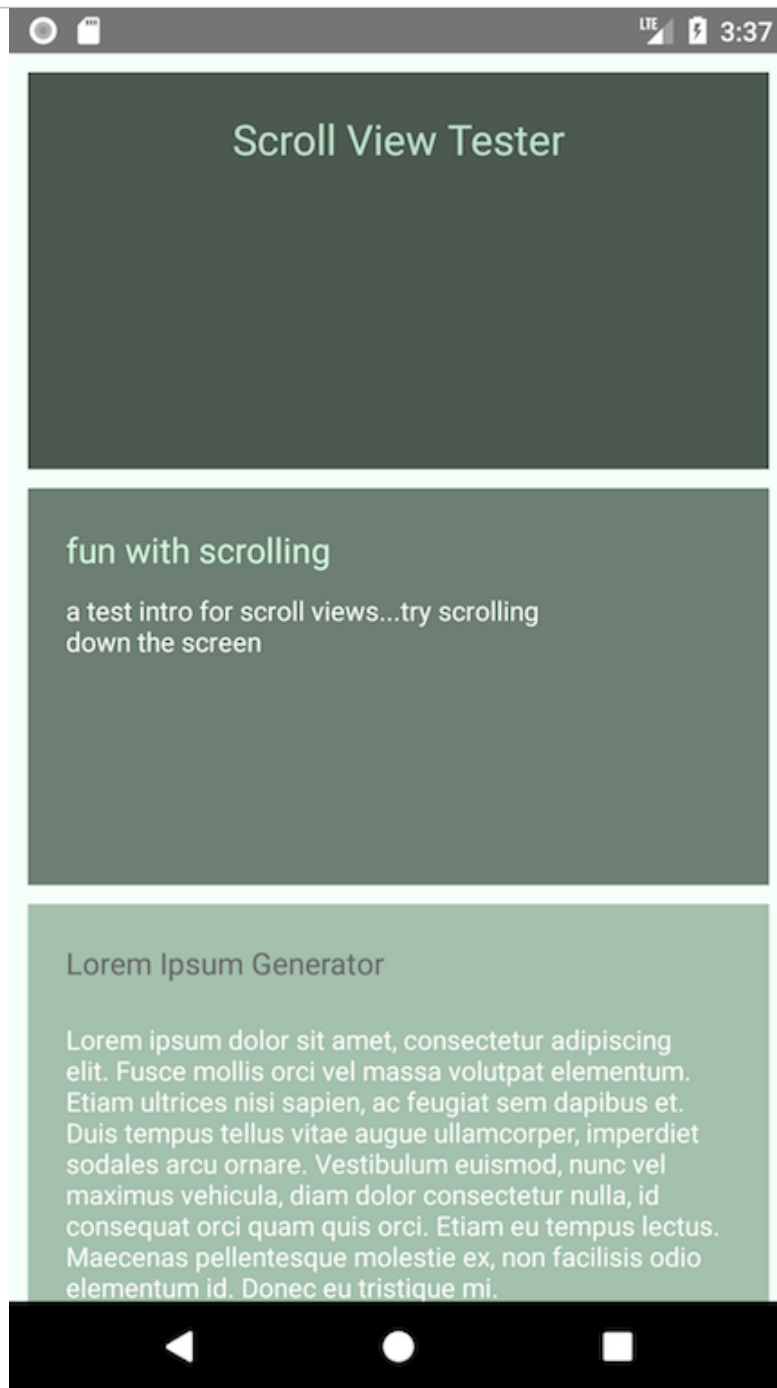 LTE 3:37
Scroll View Tester
fun with scrolling
a test intro for scroll views...try scrolling
down the screen
Lorem Ipsum Generator
Lorem ipsum dolor sit amet, consectetur adipiscing
elit. Fusce mollis orci vel massa volutpat elementum.
Etiam ultrices nisi sapien, ac feugiat sem dapibus et.
Duis tempus tellus vitae augue ullamcorper, imperdiet
sodales arcu ornare. Vestibulum euismod, nunc vel
maximus vehicula, diam dolor consectetur nulla, id
consequat orci quam quis orci. Etiam eu tempus lectus.
Maecenas pellentesque molestie ex, non facilisis odio
elementum id. Donec eu tristique mi.